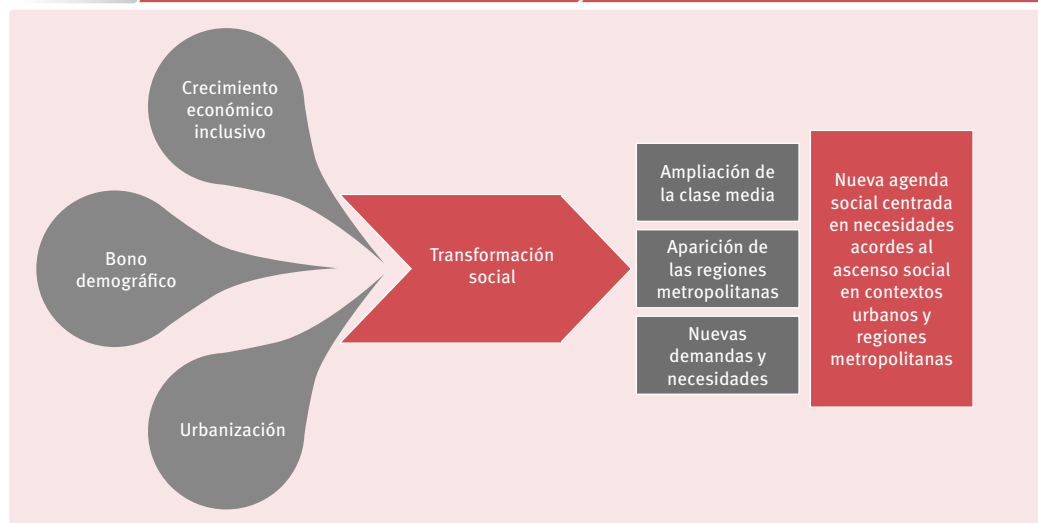 Crecimiento
económico
inclusivo
Bono
demográfico
Urbanización
Transformación
social
Ampliación de
la clase media
Aparición de
las regiones
metropolitanas
Nuevas
demandas y
necesidades
Nueva agenda
social centrada
en necesidades
acordes al
ascenso social
en contextos
urbanos y
regiones
metropolitanas